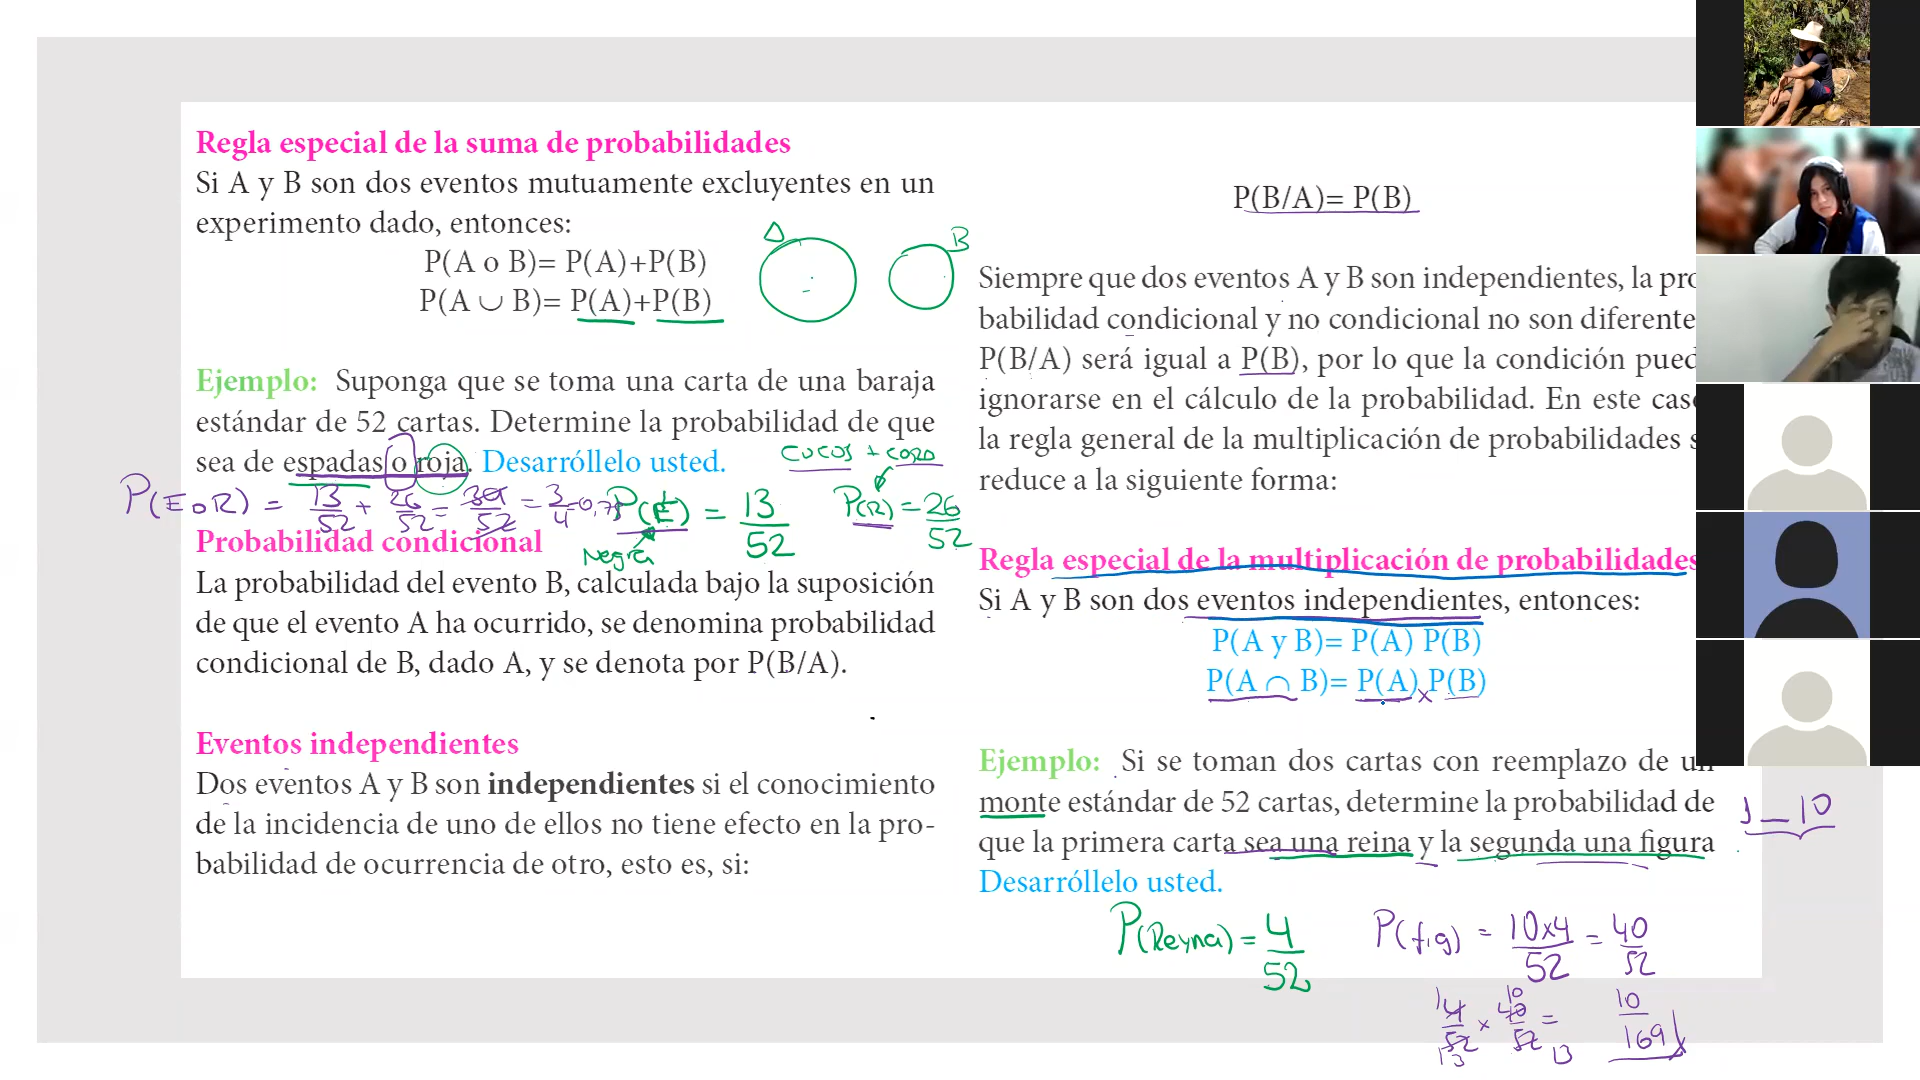 Regla especial de la suma de probabilidades
Si A y B son dos eventos mutuamente excluyentes en un
experimento dado, entonces:
P(A o B)= P(A)+P(B)
P(A ∪ B)= P(A)+P(B)
A
B
Ejemplo: Suponga que se toma una carta de una baraja
estándar de 52 cartas. Determine la probabilidad de que
sea de espadas o roja. Desarróllelo usted.
cocos + coro
P(E o R) = 13/52 + 26/52 = 39/52 = 3/4 = 0,75
P(E) = 13/52
P(R) = 26/52
Negra
Probabilidad condicional
La probabilidad del evento B, calculada bajo la suposición
de que el evento A ha ocurrido, se denomina probabilidad
condicional de B, dado A, y se denota por P(B/A).
Eventos independientes
Dos eventos A y B son independientes si el conocimiento
de la incidencia de uno de ellos no tiene efecto en la pro-
babilidad de ocurrencia de otro, esto es, si:
P(B/A)= P(B)
Siempre que dos eventos A y B son independientes, la pro
babilidad condicional y no condicional no son diferente
P(B/A) será igual a P(B), por lo que la condición pued
ignorarse en el cálculo de la probabilidad. En este caso
la regla general de la multiplicación de probabilidades s
reduce a la siguiente forma:
Regla especial de la multiplicación de probabilidades
Si A y B son dos eventos independientes, entonces:
P(A y B)= P(A) P(B)
P(A ∩ B)= P(A) x P(B)
Ejemplo: Si se toman dos cartas con reemplazo de un
monte estándar de 52 cartas, determine la probabilidad de
que la primera carta sea una reina y la segunda una figura
Desarróllelo usted.
1 _ 10
P(Reyna) = 4/52
P(fig) = 10x4/52 = 40/52
1 10
4/52 x 40/52 = 10/169
13 13